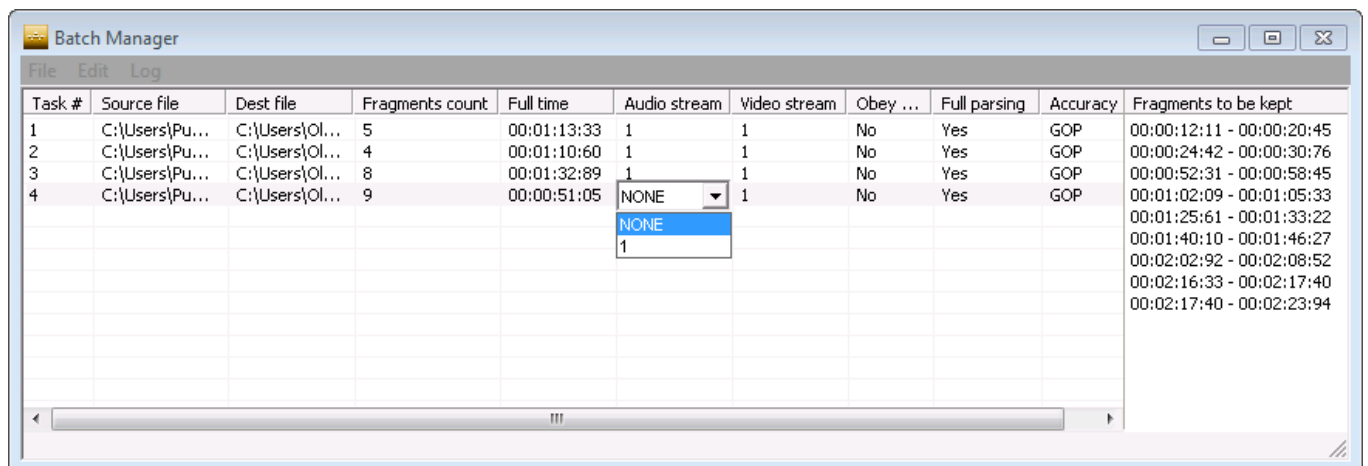 Batch Manager
File Edit Log
Task # Source file Dest file Fragments count Full time Audio stream Video stream Obey ... Full parsing Accuracy Fragments to be kept
1 C:\Users\Pu... C:\Users\Ol... 5 00:01:13:33 1 1 No Yes GOP 00:00:12:11 - 00:00:20:45
2 C:\Users\Pu... C:\Users\Ol... 4 00:01:10:60 1 1 No Yes GOP 00:00:24:42 - 00:00:30:76
3 C:\Users\Pu... C:\Users\Ol... 8 00:01:32:89 1 1 No Yes GOP 00:00:52:31 - 00:00:58:45
4 C:\Users\Pu... C:\Users\Ol... 9 00:00:51:05 NONE 1 No Yes GOP 00:01:02:09 - 00:01:05:33
NONE 00:01:25:61 - 00:01:33:22
1 00:01:40:10 - 00:01:46:27
00:02:02:92 - 00:02:08:52
00:02:16:33 - 00:02:17:40
00:02:17:40 - 00:02:23:94